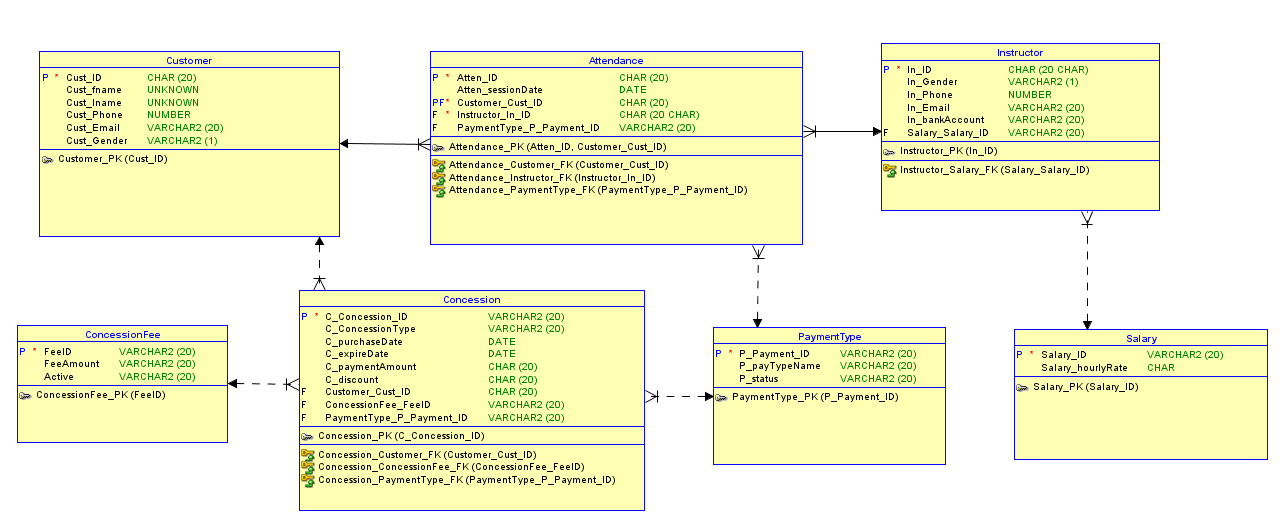 Customer
P * Cust_ID CHAR (20)
Cust_fname UNKNOWN
Cust_lname UNKNOWN
Cust_Phone NUMBER
Cust_Email VARCHAR2 (20)
Cust_Gender VARCHAR2 (1)
Customer_PK (Cust_ID)
Attendance
P * Atten_ID CHAR (20)
Atten_sessionDate DATE
PF* Customer_Cust_ID CHAR (20)
F * Instructor_In_ID CHAR (20 CHAR)
F PaymentType_P_Payment_ID VARCHAR2 (20)
Attendance_PK (Atten_ID, Customer_Cust_ID)
Attendance_Customer_FK (Customer_Cust_ID)
Attendance_Instructor_FK (Instructor_In_ID)
Attendance_PaymentType_FK (PaymentType_P_Payment_ID)
Instructor
P * In_ID CHAR (20 CHAR)
In_Gender VARCHAR2 (1)
In_Phone NUMBER
In_Email VARCHAR2 (20)
In_bankAccount VARCHAR2 (20)
F Salary_Salary_ID VARCHAR2 (20)
Instructor_PK (In_ID)
Instructor_Salary_FK (Salary_Salary_ID)
ConcessionFee
P * FeeID VARCHAR2 (20)
FeeAmount VARCHAR2 (20)
Active VARCHAR2 (20)
ConcessionFee_PK (FeeID)
Concession
P * C_Concession_ID VARCHAR2 (20)
C_ConcessionType VARCHAR2 (20)
C_purchaseDate DATE
C_expireDate DATE
C_paymentAmount CHAR (20)
C_discount CHAR (20)
F Customer_Cust_ID CHAR (20)
F ConcessionFee_FeeID VARCHAR2 (20)
F PaymentType_P_Payment_ID VARCHAR2 (20)
Concession_PK (C_Concession_ID)
Concession_Customer_FK (Customer_Cust_ID)
Concession_ConcessionFee_FK (ConcessionFee_FeeID)
Concession_PaymentType_FK (PaymentType_P_Payment_ID)
PaymentType
P * P_Payment_ID VARCHAR2 (20)
P_payTypeName VARCHAR2 (20)
P_status VARCHAR2 (20)
PaymentType_PK (P_Payment_ID)
Salary
P * Salary_ID VARCHAR2 (20)
Salary_hourlyRate CHAR
Salary_PK (Salary_ID)